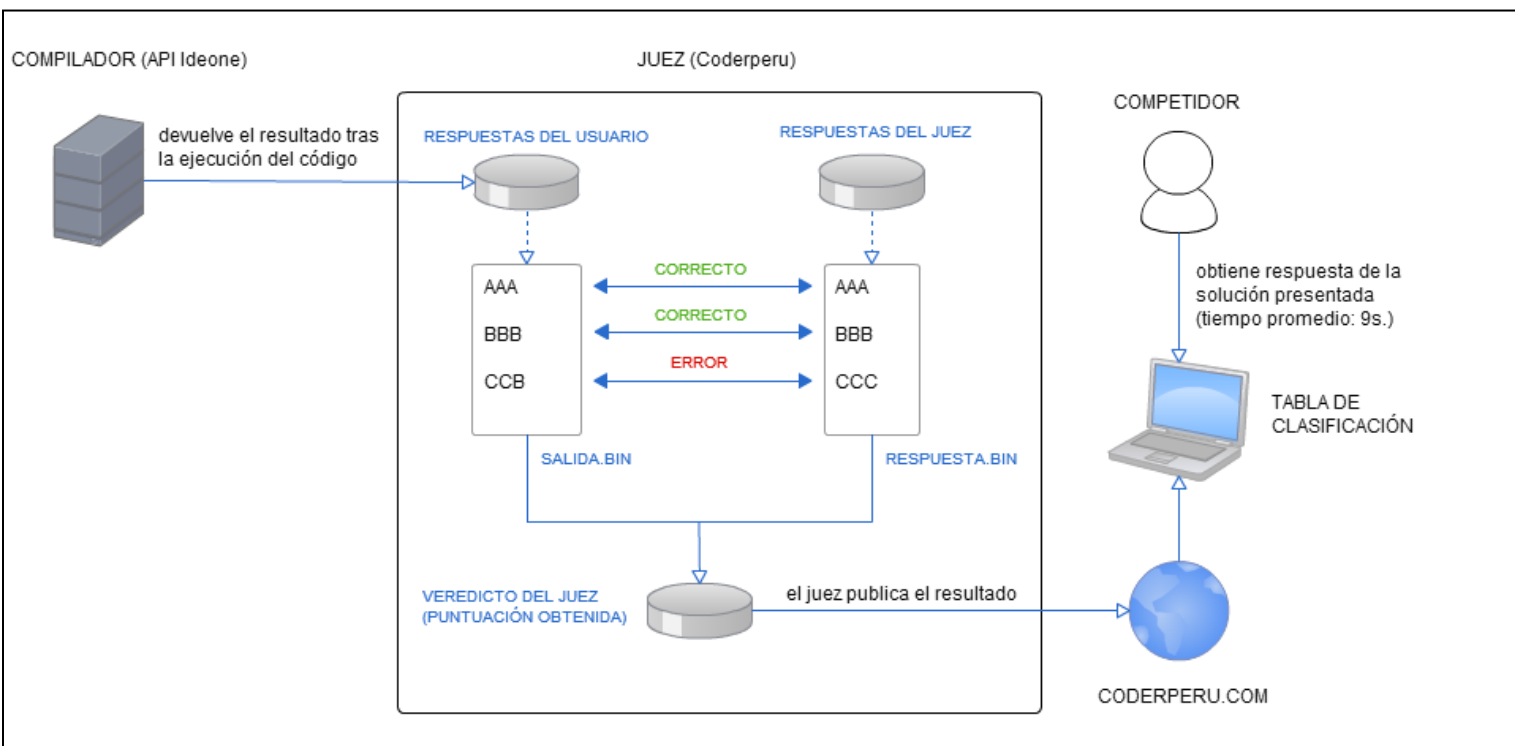 COMPILADOR (API Ideone)
JUEZ (Coderperu)
devuelve el resultado tras
la ejecución del código
RESPUESTAS DEL USUARIO
RESPUESTAS DEL JUEZ
COMPETIDOR
AAA
CORRECTO
AAA
BBB
CORRECTO
BBB
CCB
ERROR
CCC
obtiene respuesta de la
solución presentada
(tiempo promedio: 9s.)
SALIDA.BIN
RESPUESTA.BIN
TABLA DE
CLASIFICACIÓN
VEREDICTO DEL JUEZ
(PUNTUACIÓN OBTENIDA)
el juez publica el resultado
CODERPERU.COM